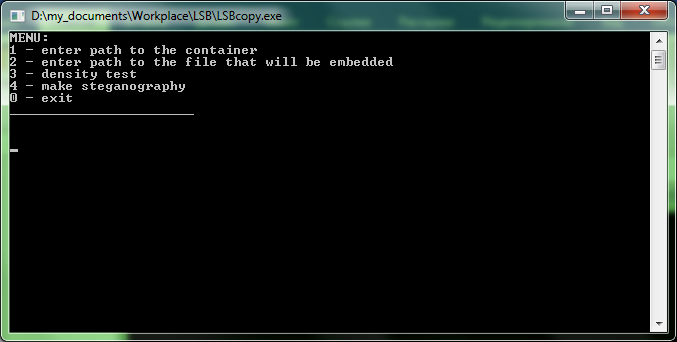 D:\my_documents\Workplace\LSB\LSBcopy.exe
MENU:
1 - enter path to the container
2 - enter path to the file that will be embedded
3 - density test
4 - make steganography
0 - exit